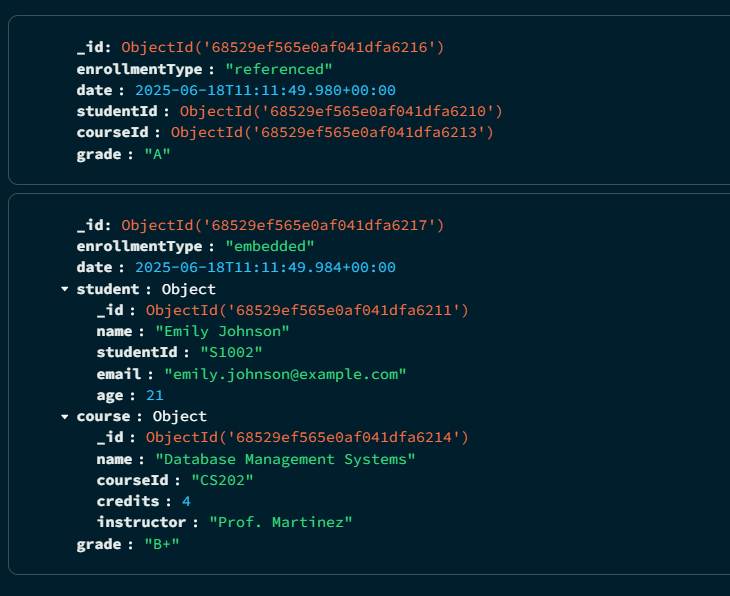 _id: ObjectId('68529ef565e0af041dfa6216')
enrollmentType : "referenced"
date : 2025-06-18T11:11:49.980+00:00
studentId : ObjectId('68529ef565e0af041dfa6210')
courseId : ObjectId('68529ef565e0af041dfa6213')
grade : "A"
_id: ObjectId('68529ef565e0af041dfa6217')
enrollmentType : "embedded"
date : 2025-06-18T11:11:49.984+00:00
student : Object
_id : ObjectId('68529ef565e0af041dfa6211')
name : "Emily Johnson"
studentId : "S1002"
email : "emily.johnson@example.com"
age : 21
course : Object
_id : ObjectId('68529ef565e0af041dfa6214')
name : "Database Management Systems"
courseId : "CS202"
credits : 4
instructor : "Prof. Martinez"
grade : "B+"